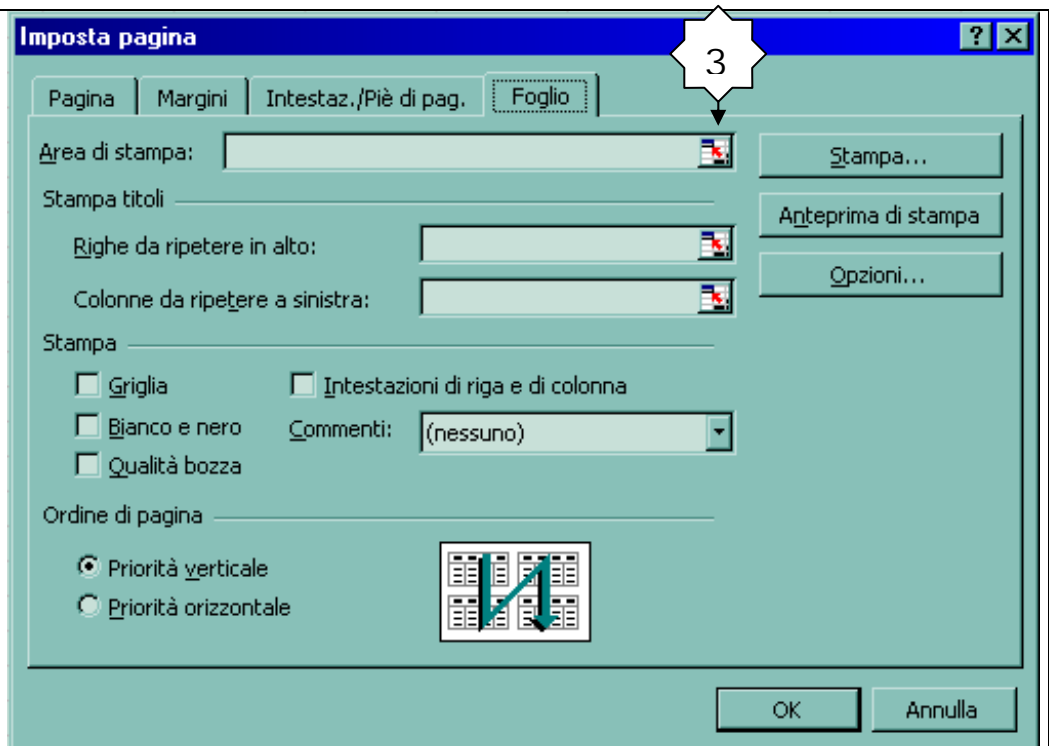 Imposta pagina
3
Pagina Margini Intestaz./Piè di pag. Foglio
Area di stampa:
Stampa...
Stampa titoli
Anteprima di stampa
Righe da ripetere in alto:
Opzioni...
Colonne da ripetere a sinistra:
Stampa
Griglia Intestazioni di riga e di colonna
Bianco e nero Commenti: (nessuno)
Qualità bozza
Ordine di pagina
Priorità verticale
Priorità orizzontale
OK Annulla